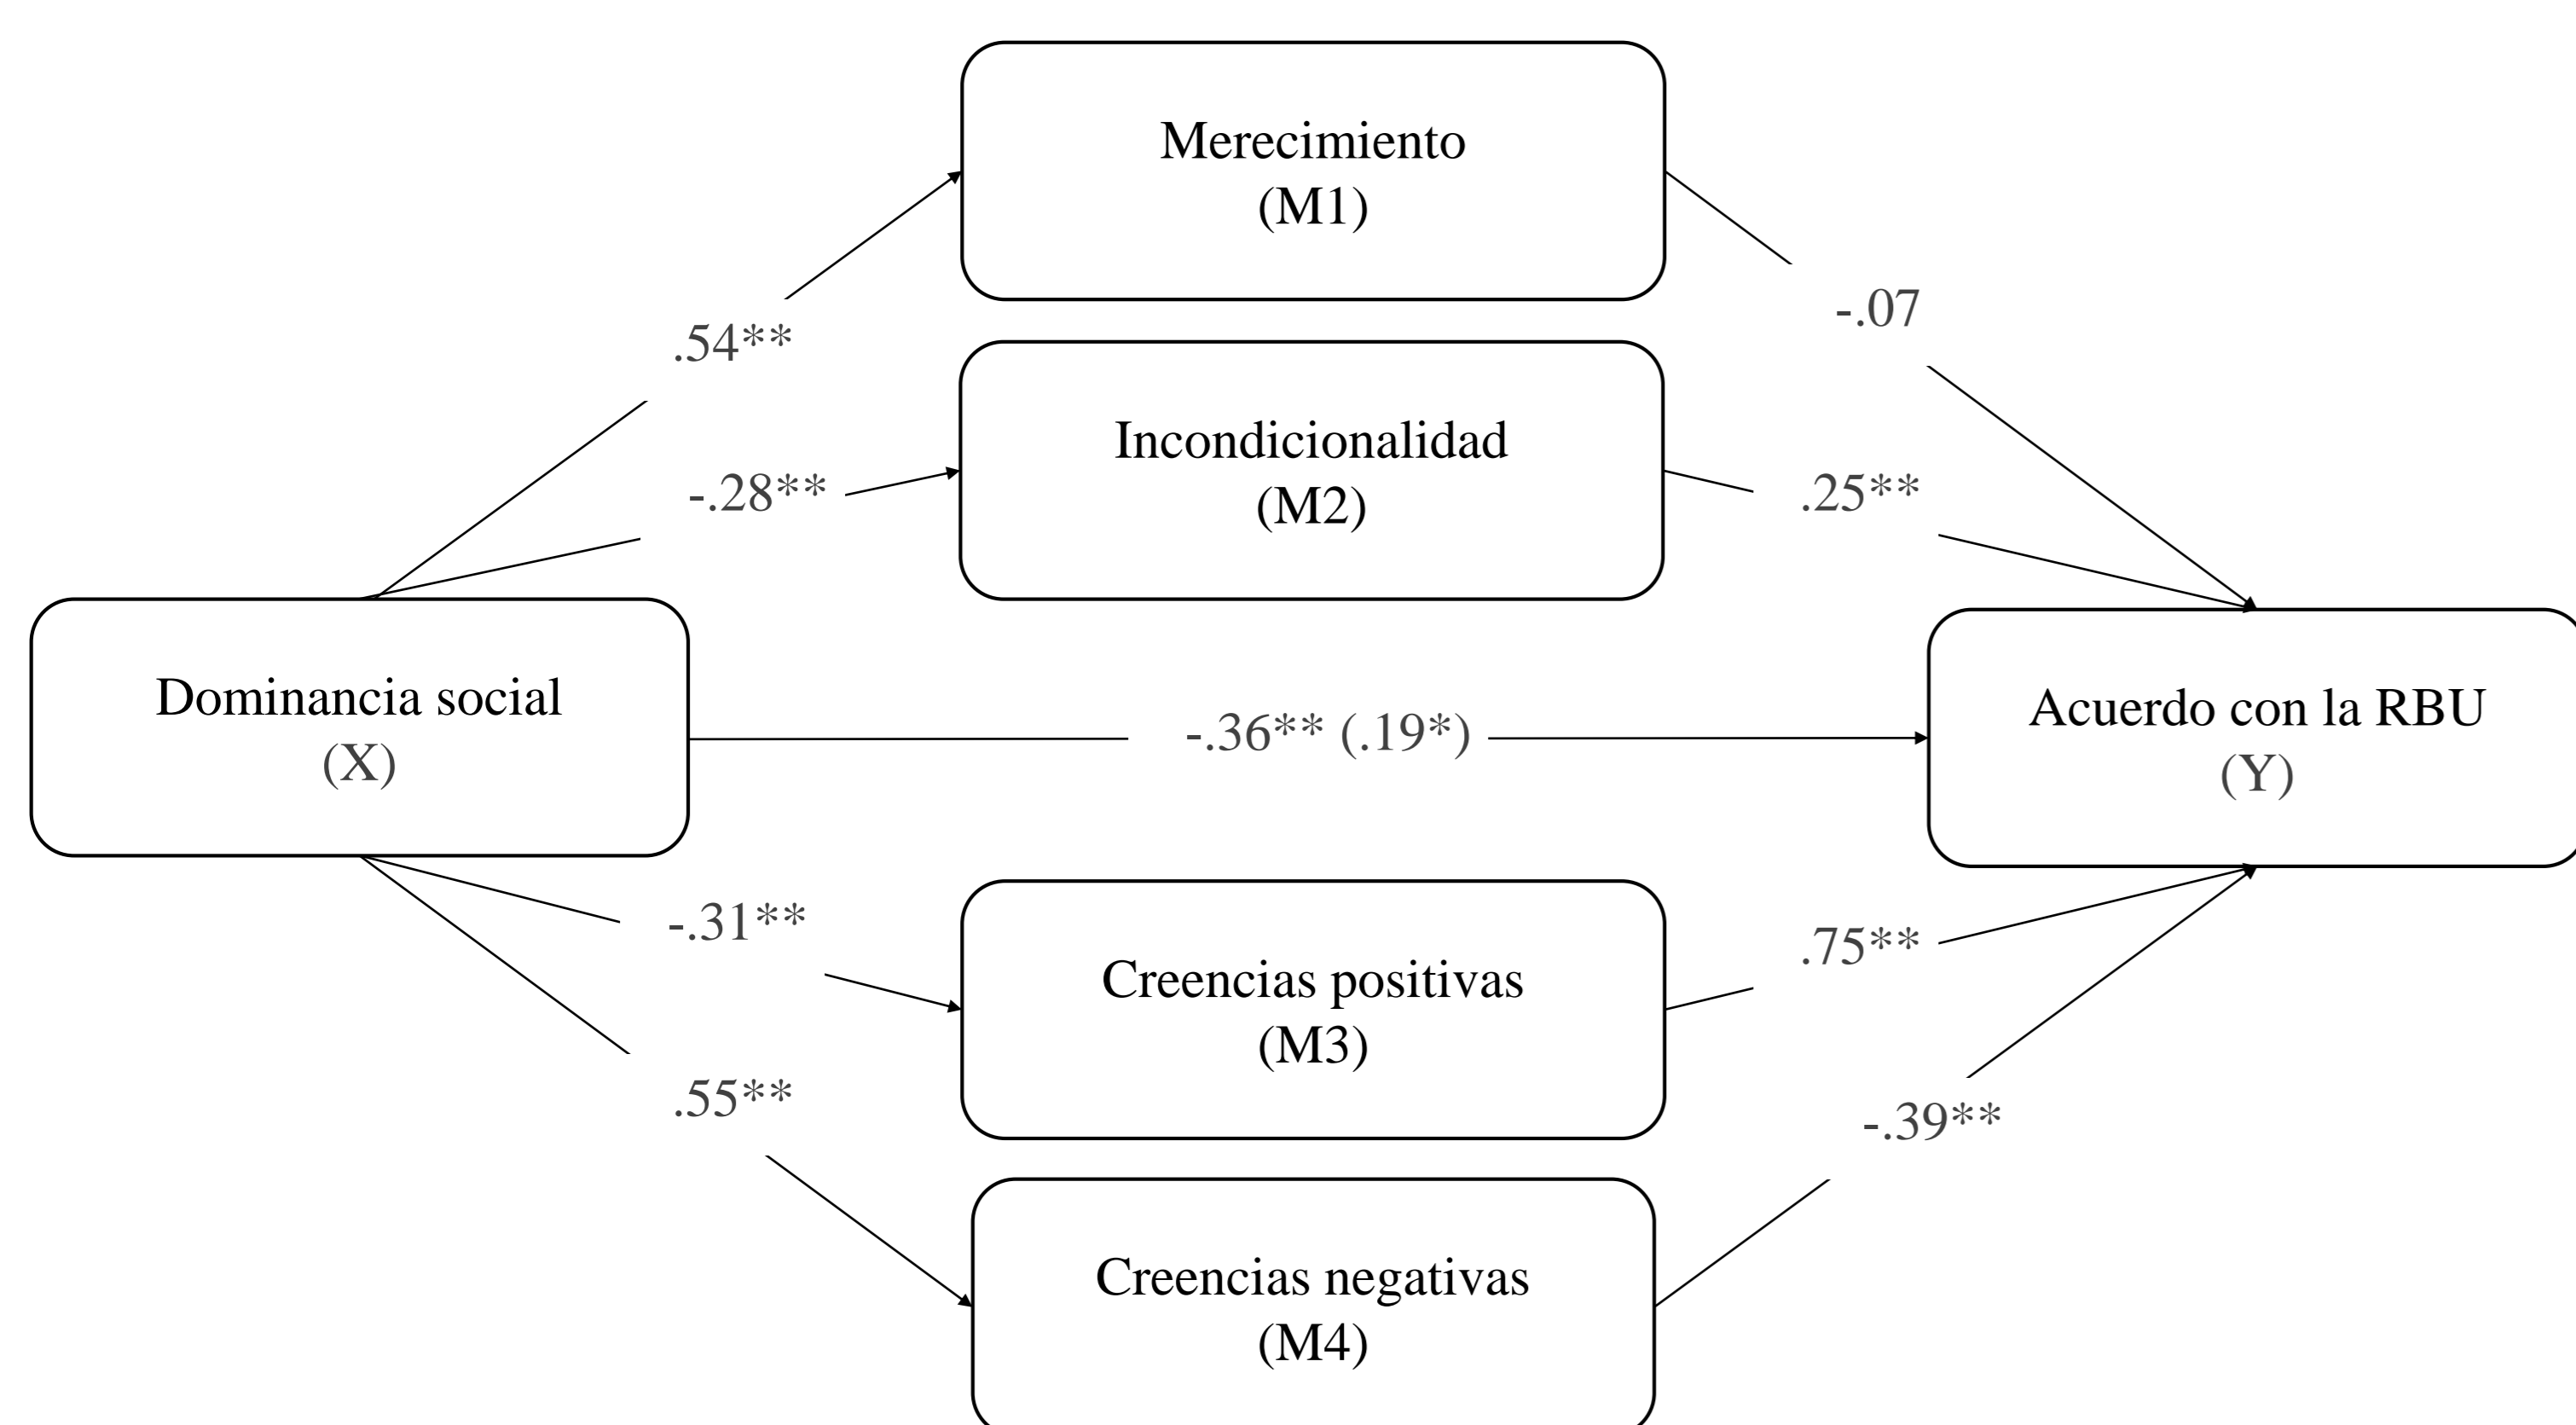 Merecimiento
(M1)
-.07
.54**
Incondicionalidad
(M2)
-.28**
.25**
Dominancia social
(X)
-.36** (.19*)
Acuerdo con la RBU
(Y)
-.31**
Creencias positivas
(M3)
.75**
.55**
-.39**
Creencias negativas
(M4)